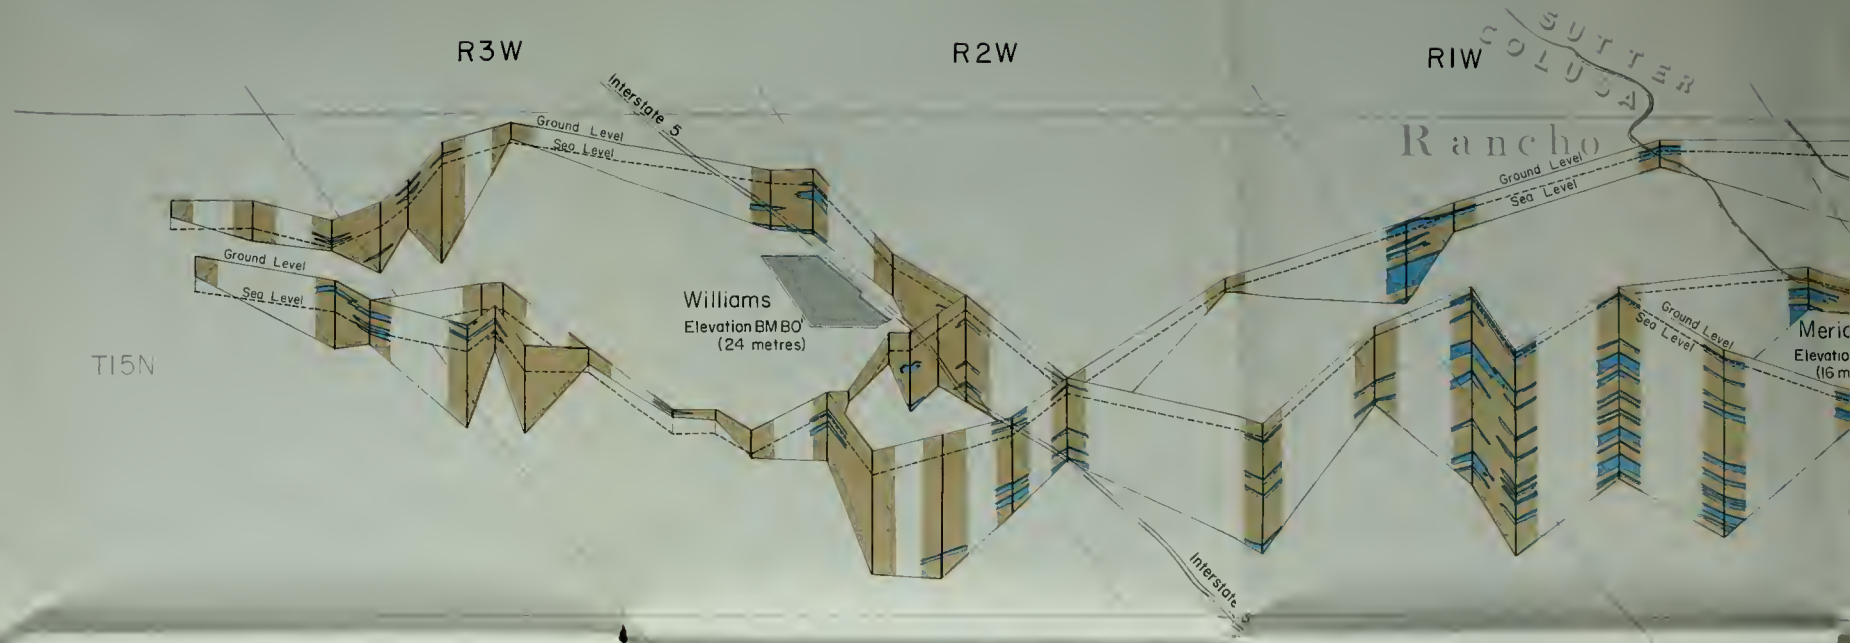 R3W
R2W
R1W
SUTTER
COLUSA
Interstate 5
Ground Level
Sea Level
Rancho
Ground Level
Sea Level
Ground Level
Sea Level
Williams
Elevation BM 80'
(24 metres)
Ground Level
Sea Level
(16 m
T15N
Interstate 5